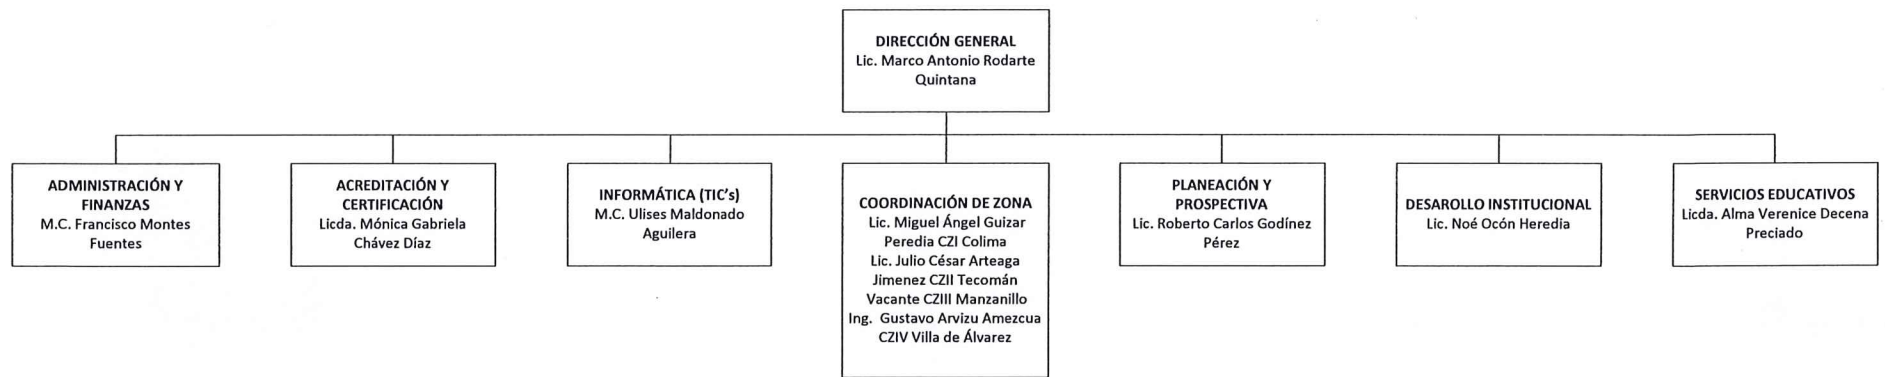 DIRECCIÓN GENERAL
Lic. Marco Antonio Rodarte
Quintana
ADMINISTRACIÓN Y
FINANZAS
M.C. Francisco Montes
Fuentes
ACREDITACIÓN Y
CERTIFICACIÓN
Licda. Mónica Gabriela
Chávez Díaz
INFORMÁTICA (TIC's)
M.C. Ulises Maldonado
Aguilera
COORDINACIÓN DE ZONA
Lic. Miguel Ángel Guizar
Peredia CZI Colima
Lic. Julio César Arteaga
Jimenez CZII Tecomán
Vacante CZIII Manzanillo
Ing.  Gustavo Arvizu Amezcua
CZIV Villa de Álvarez
PLANEACIÓN Y
PROSPECTIVA
Lic. Roberto Carlos Godínez
Pérez
DESAROLLO INSTITUCIONAL
Lic. Noé Ocón Heredia
SERVICIOS EDUCATIVOS
Licda. Alma Verenice Decena
Preciado